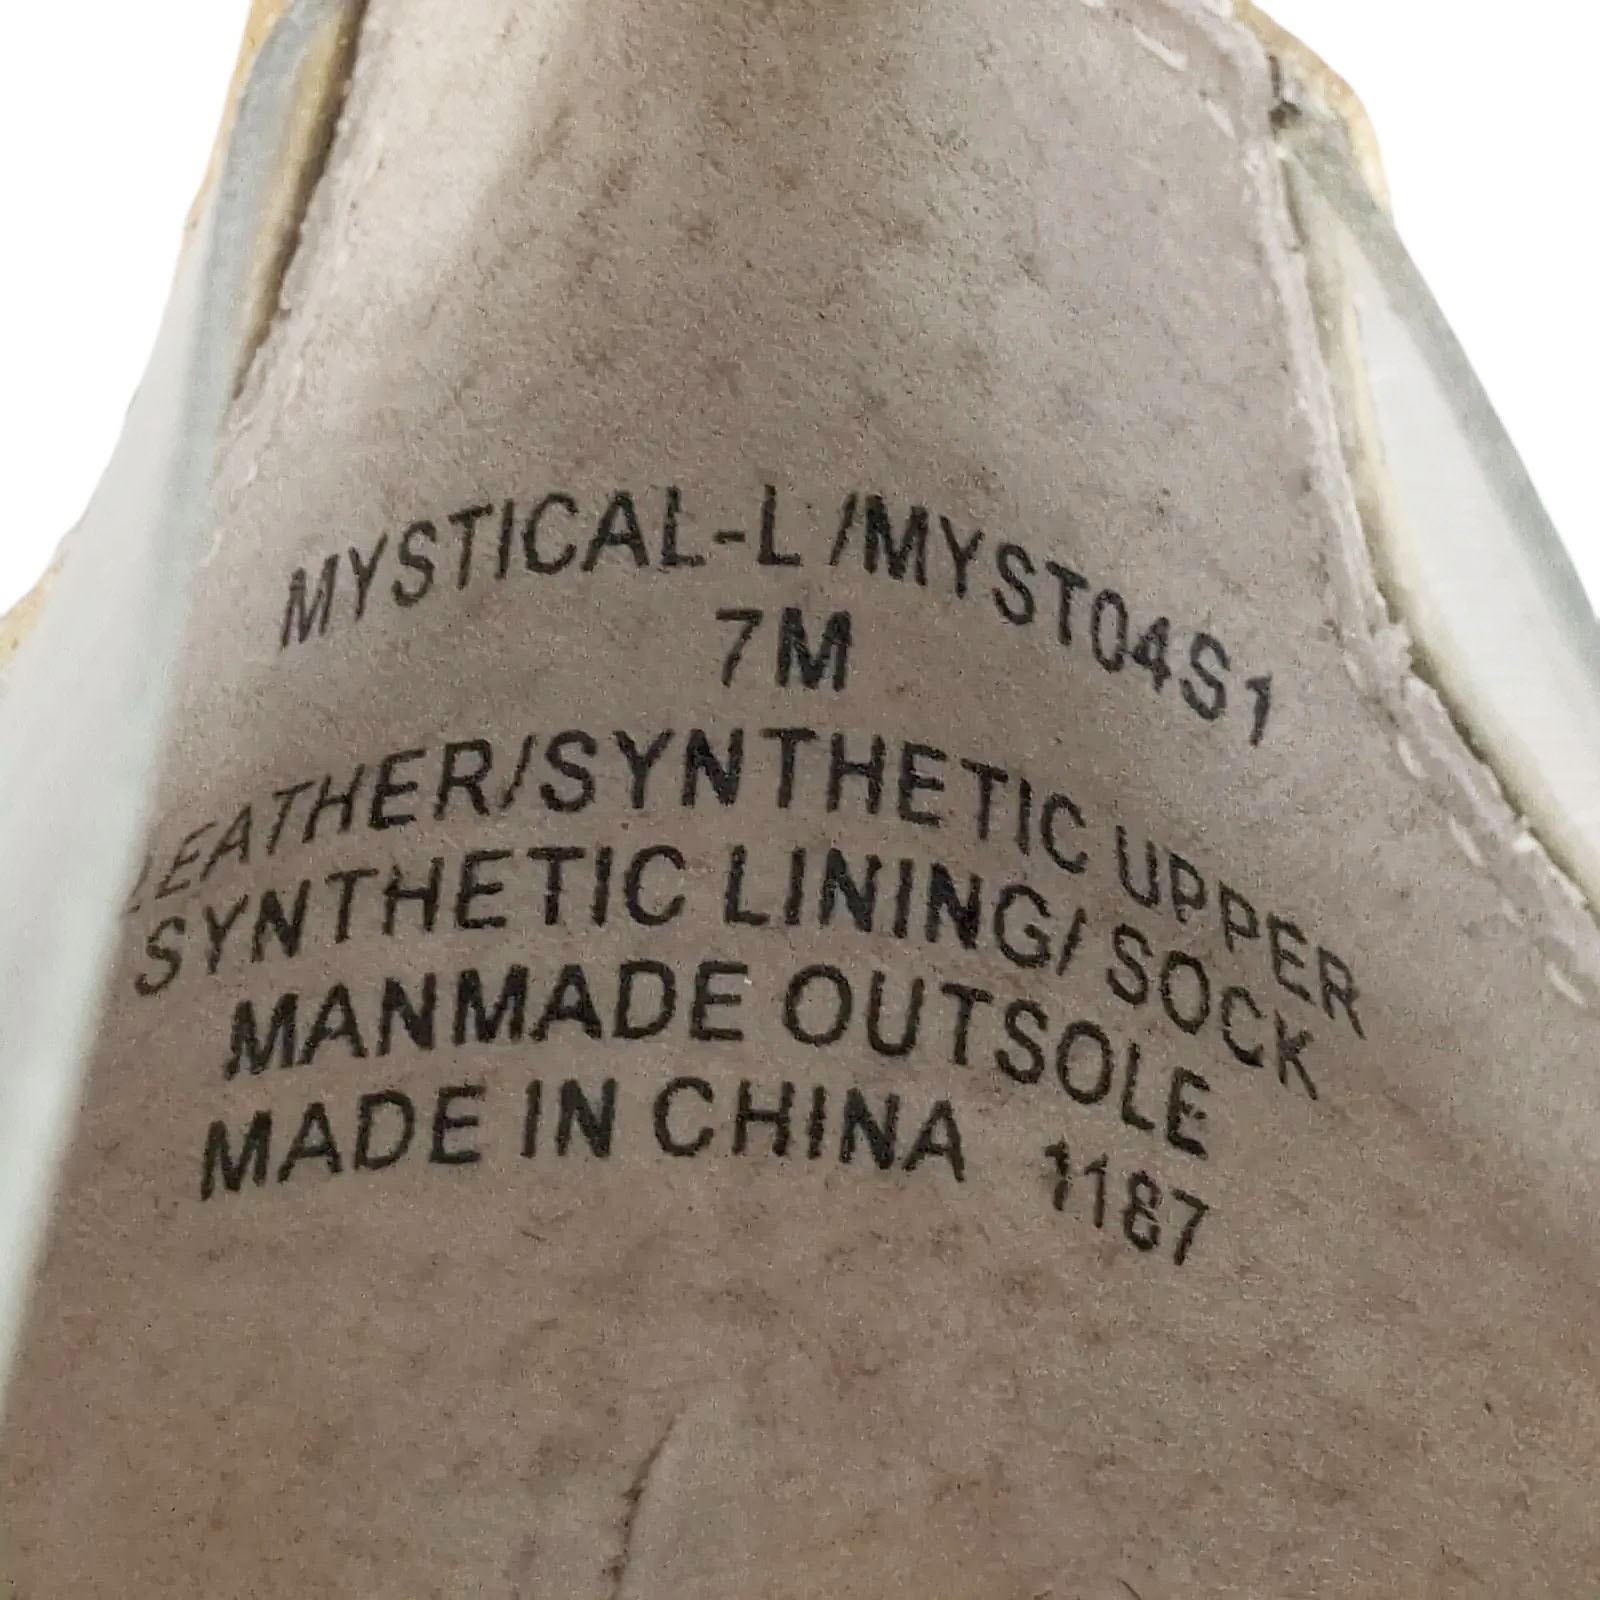 MYSTICAL-L /MYST04S1
7M
LEATHER/SYNTHETIC UPPER
SYNTHETIC LINING/ SOCK
MANMADE OUTSOLE
MADE IN CHINA 1187